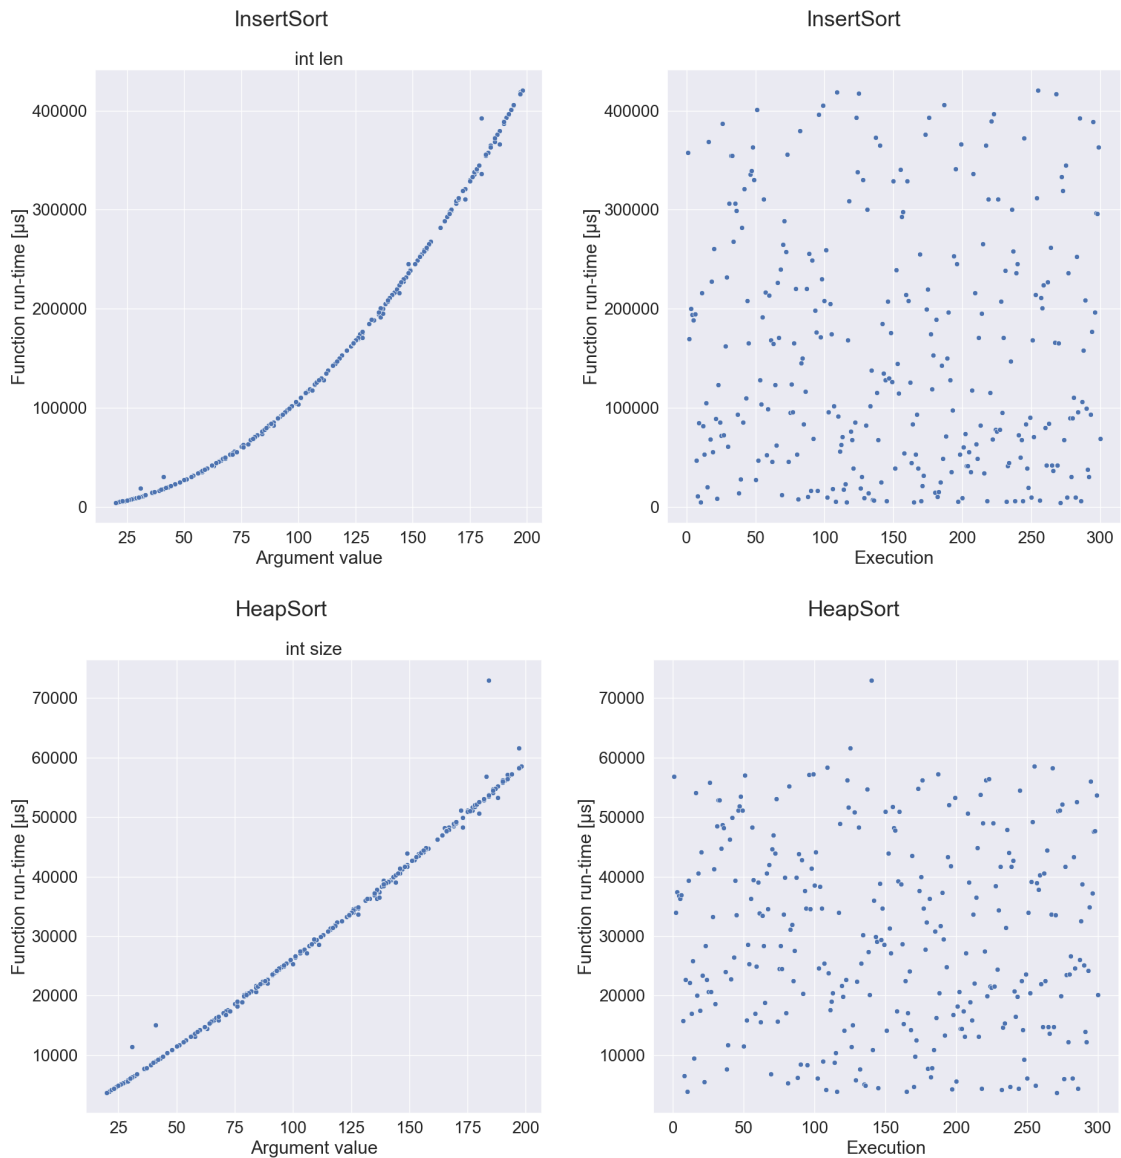 InsertSort
int len
Function run-time [µs]
400000
300000
200000
100000
0
25 50 75 100 125 150 175 200
Argument value
InsertSort
Function run-time [µs]
400000
300000
200000
100000
0
0 50 100 150 200 250 300
Execution
HeapSort
int size
Function run-time [µs]
70000
60000
50000
40000
30000
20000
10000
25 50 75 100 125 150 175 200
Argument value
HeapSort
Function run-time [µs]
70000
60000
50000
40000
30000
20000
10000
0 50 100 150 200 250 300
Execution